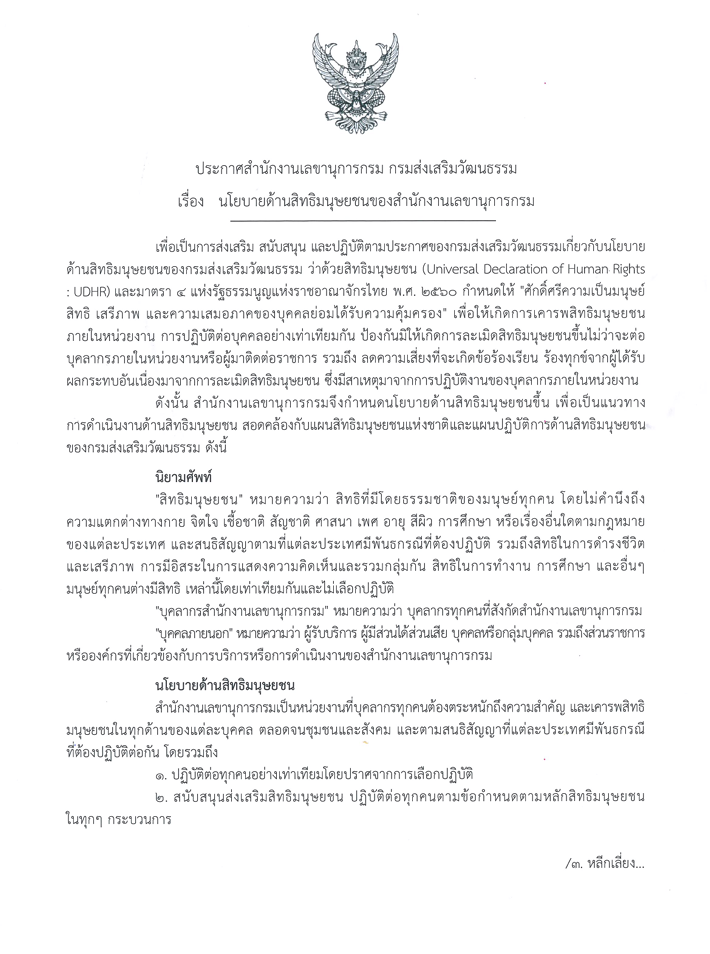 ประกาศสำนักงานเลขานุการกรม กรมส่งเสริมวัฒนธรรม
เรื่อง นโยบายด้านสิทธิมนุษยชนของสำนักงานเลขานุการกรม
เพื่อเป็นการส่งเสริม สนับสนุน และปฏิบัติตามประกาศของกรมส่งเสริมวัฒนธรรมเกี่ยวกับนโยบาย
ด้านสิทธิมนุษยชนของกรมส่งเสริมวัฒนธรรม ว่าด้วยสิทธิมนุษยชน (Universal Declaration of Human Rights
: UDHR) และมาตรา ๔ แห่งรัฐธรรมนูญแห่งราชอาณาจักรไทย พ.ศ. ๒๕๖๐ กำหนดให้ "ศักดิ์ศรีความเป็นมนุษย์
สิทธิ เสรีภาพ และความเสมอภาคของบุคคลย่อมได้รับความคุ้มครอง" เพื่อให้เกิดการเคารพสิทธิมนุษยชน
ภายในหน่วยงาน การปฏิบัติต่อบุคคลอย่างเท่าเทียมกัน ป้องกันมิให้เกิดการละเมิดสิทธิมนุษยชนขึ้นไม่ว่าจะต่อ
บุคลากรภายในหน่วยงานหรือผู้มาติดต่อราชการ รวมถึง ลดความเสี่ยงที่จะเกิดข้อร้องเรียน ร้องทุกข์จากผู้ได้รับ
ผลกระทบอันเนื่องมาจากการละเมิดสิทธิมนุษยชน ซึ่งมีสาเหตุมาจากการปฏิบัติงานของบุคลากรภายในหน่วยงาน
ดังนั้น สำนักงานเลขานุการกรมจึงกำหนดนโยบายด้านสิทธิมนุษยชนขึ้น เพื่อเป็นแนวทาง
การดำเนินงานด้านสิทธิมนุษยชน สอดคล้องกับแผนสิทธิมนุษยชนแห่งชาติและแผนปฏิบัติการด้านสิทธิมนุษยชน
ของกรมส่งเสริมวัฒนธรรม ดังนี้
นิยามศัพท์
"สิทธิมนุษยชน" หมายความว่า สิทธิที่มีโดยธรรมชาติของมนุษย์ทุกคน โดยไม่คำนึงถึง
ความแตกต่างทางกาย จิตใจ เชื้อชาติ สัญชาติ ศาสนา เพศ อายุ สีผิว การศึกษา หรือเรื่องอื่นใดตามกฎหมาย
ของแต่ละประเทศ และสนธิสัญญาตามที่แต่ละประเทศมีพันธกรณีที่ต้องปฏิบัติ รวมถึงสิทธิในการดำรงชีวิต
และเสรีภาพ การมีอิสระในการแสดงความคิดเห็นและรวมกลุ่มกัน สิทธิในการทำงาน การศึกษา และอื่นๆ
มนุษย์ทุกคนต่างมีสิทธิ เหล่านี้โดยเท่าเทียมกันและไม่เลือกปฏิบัติ
"บุคลากรสำนักงานเลขานุการกรม" หมายความว่า บุคลากรทุกคนที่สังกัดสำนักงานเลขานุการกรม
"บุคคลภายนอก" หมายความว่า ผู้รับบริการ ผู้มีส่วนได้ส่วนเสีย บุคคลหรือกลุ่มบุคคล รวมถึงส่วนราชการ
หรือองค์กรที่เกี่ยวข้องกับการบริการหรือการดำเนินงานของสำนักงานเลขานุการกรม
นโยบายด้านสิทธิมนุษยชน
สำนักงานเลขานุการกรมเป็นหน่วยงานที่บุคลากรทุกคนต้องตระหนักถึงความสำคัญ และเคารพสิทธิ
มนุษยชนในทุกด้านของแต่ละบุคคล ตลอดจนชุมชนและสังคม และตามสนธิสัญญาที่แต่ละประเทศมีพันธกรณี
ที่ต้องปฏิบัติต่อกัน โดยรวมถึง
๑. ปฏิบัติต่อทุกคนอย่างเท่าเทียมโดยปราศจากการเลือกปฏิบัติ
๒. สนับสนุนส่งเสริมสิทธิมนุษยชน ปฏิบัติต่อทุกคนตามข้อกำหนดตามหลักสิทธิมนุษยชน
ในทุกๆ กระบวนการ
/๓. หลีกเลี่ยง...